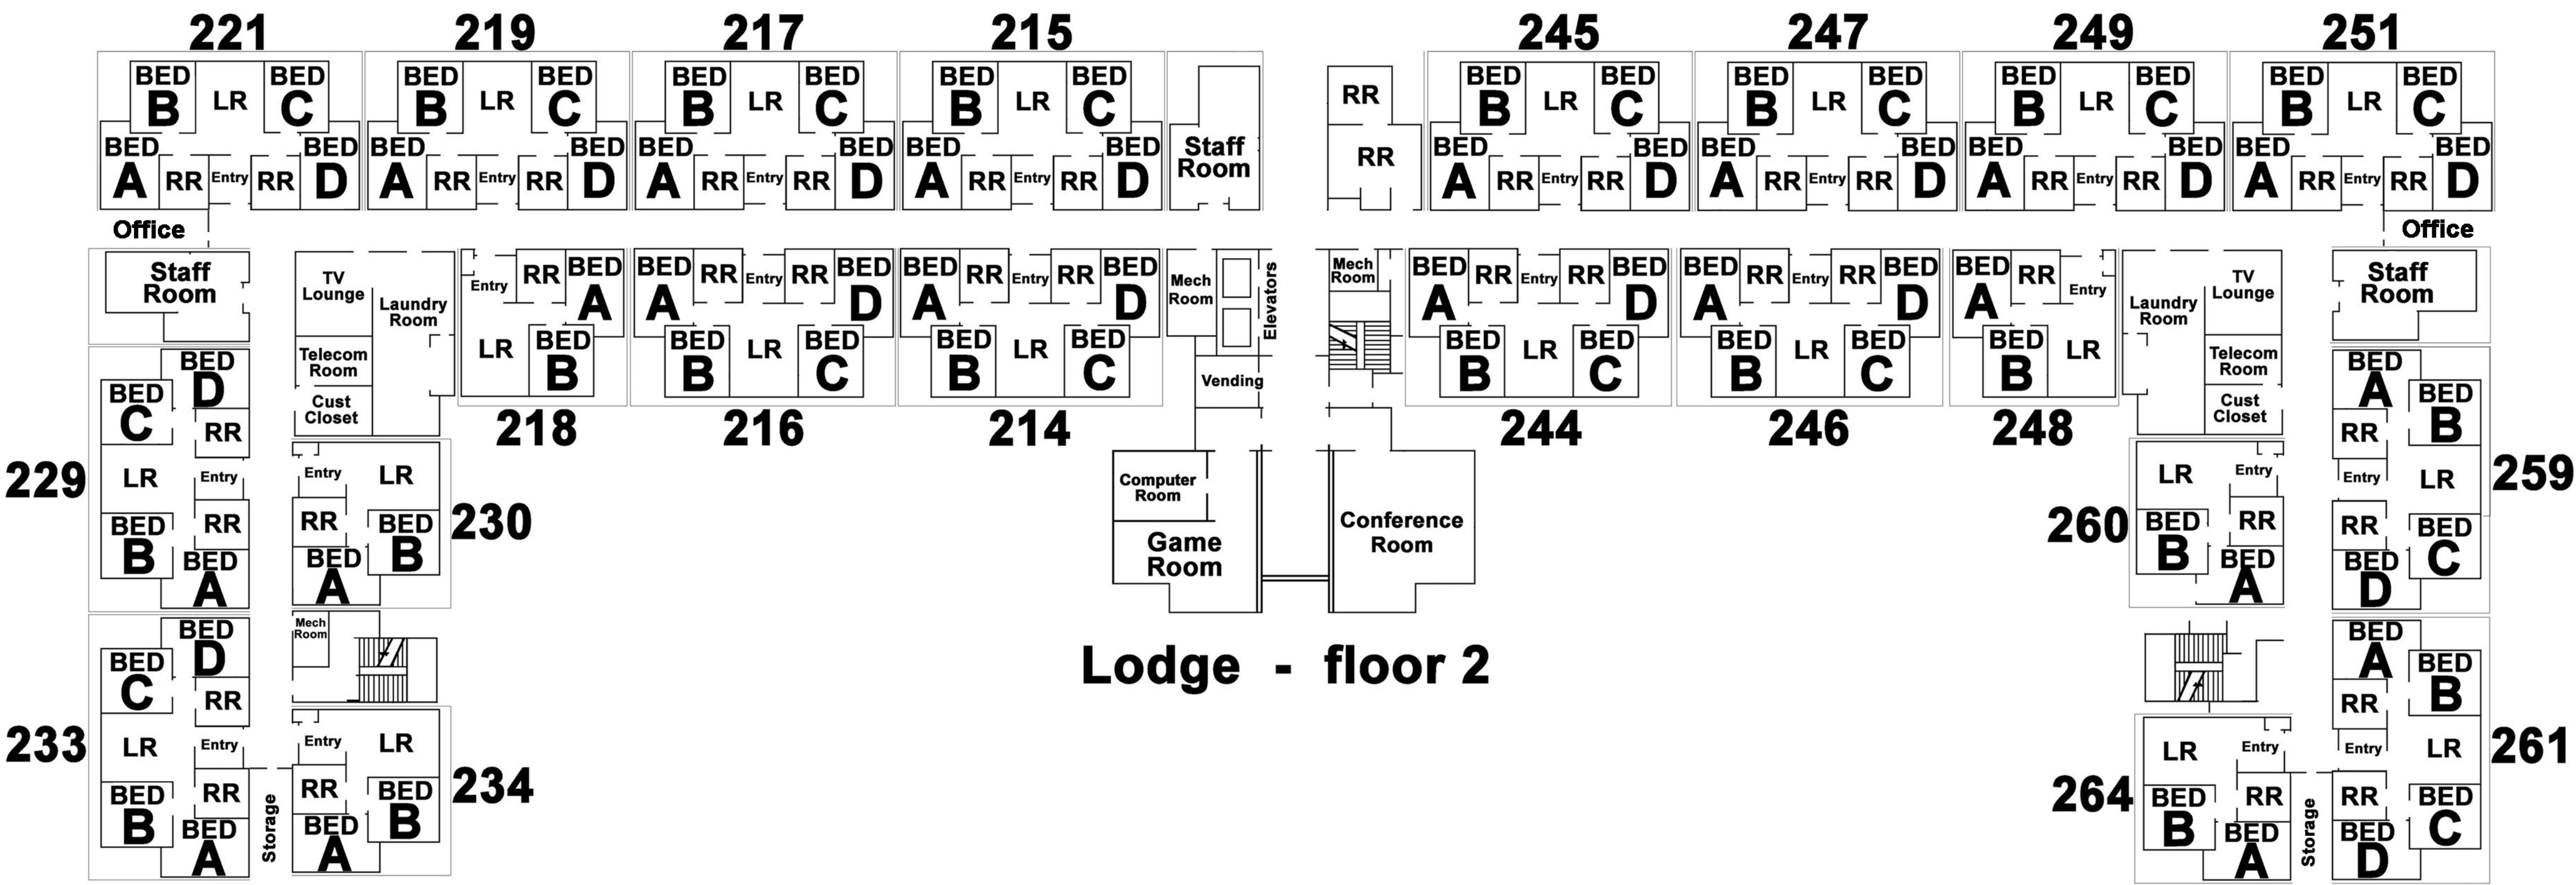 221 219 217 215 245 247 249 251
BED B LR BED C BED B LR BED C BED B LR BED C BED B LR BED C RR BED B LR BED C BED B LR BED C BED B LR BED C BED B LR BED C
BED A RR Entry RR BED D BED A RR Entry RR BED D BED A RR Entry RR BED D BED A RR Entry RR BED D Staff Room RR BED A RR Entry RR BED D BED A RR Entry RR BED D BED A RR Entry RR BED D BED A RR Entry RR BED D
Office Office
Staff Room
TV Lounge
Laundry Room
Telecom Room
Cust Closet
Entry RR BED A
LR BED B
218
BED A RR Entry RR BED D
BED B LR BED C
216
BED A RR Entry RR BED D
BED B LR BED C
214
Mech Room
Elevators
Vending
Mech Room
BED A RR Entry RR BED D
BED B LR BED C
244
BED A RR Entry RR BED D
BED B LR BED C
246
BED A RR Entry
BED B LR
248
Laundry Room
TV Lounge
Telecom Room
Cust Closet
Staff Room
BED D
BED C
RR
229 LR Entry
RR
BED B
BED A
Entry LR
RR BED B 230
BED A
Computer Room
Game Room
Conference Room
LR Entry
260 BED B RR
BED A
BED A
BED B
RR
Entry LR 259
RR
BED C
BED D
Mech Room
Lodge - floor 2
BED D
BED C
RR
233 LR Entry
RR
BED B
BED A
Storage
Entry LR
RR BED B 234
BED A
LR Entry
264 BED B RR
BED A
Storage
BED A
BED B
RR
Entry LR 261
RR
BED C
BED D